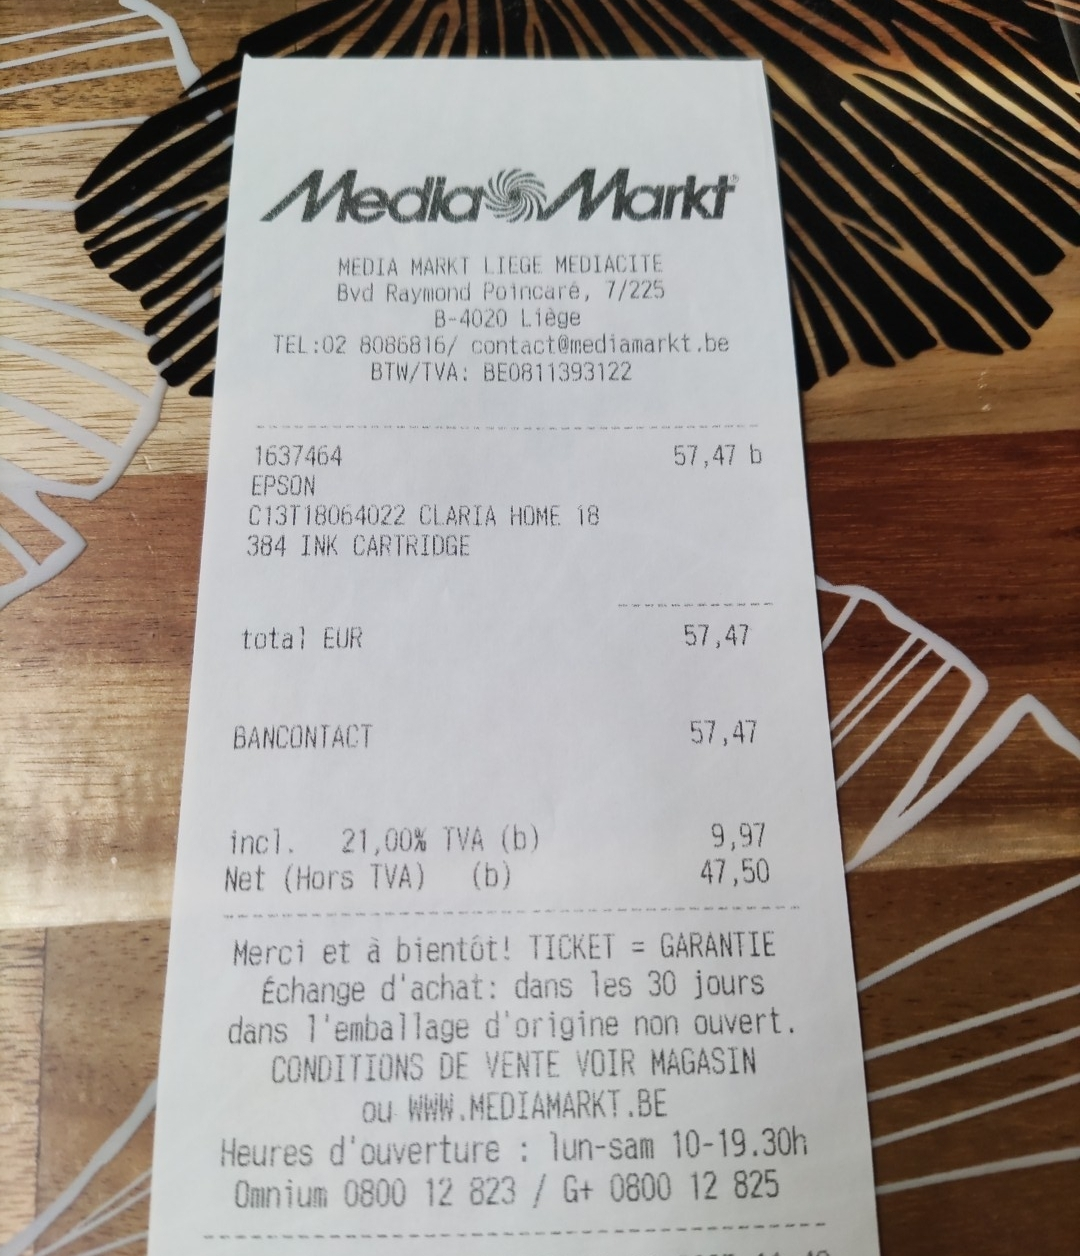 MediaMarkt®
MEDIA MARKT LIEGE MEDIACITE
Bvd Raymond Poincaré, 7/225
B-4020 Liège
TEL:02 8086816/ contact@mediamarkt.be
BTW/TVA: BE0811393122
1637464 57,47 b
EPSON
C13T18064022 CLARIA HOME 18
384 INK CARTRIDGE
total EUR 57,47
BANCONTACT 57,47
incl. 21,00% TVA (b) 9,97
Net (Hors TVA) (b) 47,50
Merci et à bientôt! TICKET = GARANTIE
Échange d'achat: dans les 30 jours
dans l'emballage d'origine non ouvert.
CONDITIONS DE VENTE VOIR MAGASIN
ou WWW.MEDIAMARKT.BE
Heures d'ouverture : lun-sam 10-19.30h
Omnium 0800 12 823 / G+ 0800 12 825